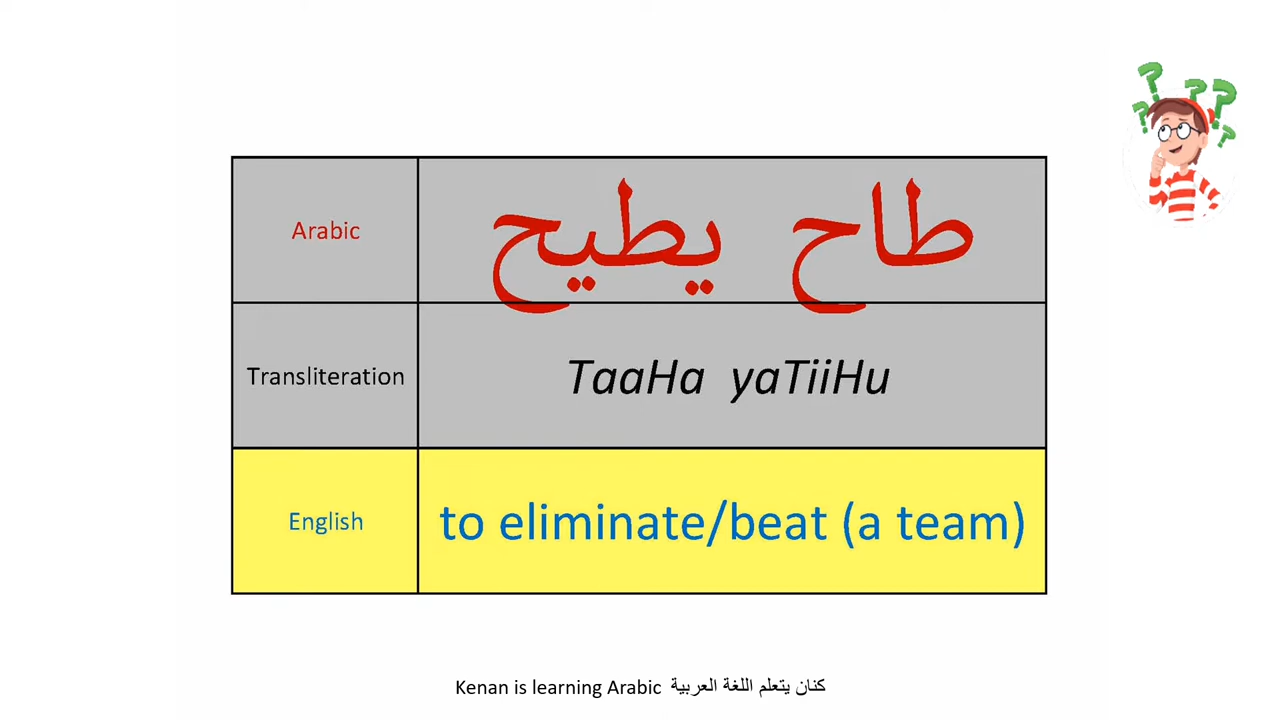 Arabic طاح يطيح
Transliteration TaaHa yaTiiHu
English to eliminate/beat (a team)
Kenan is learning Arabic كنان يتعلم اللغة العربية